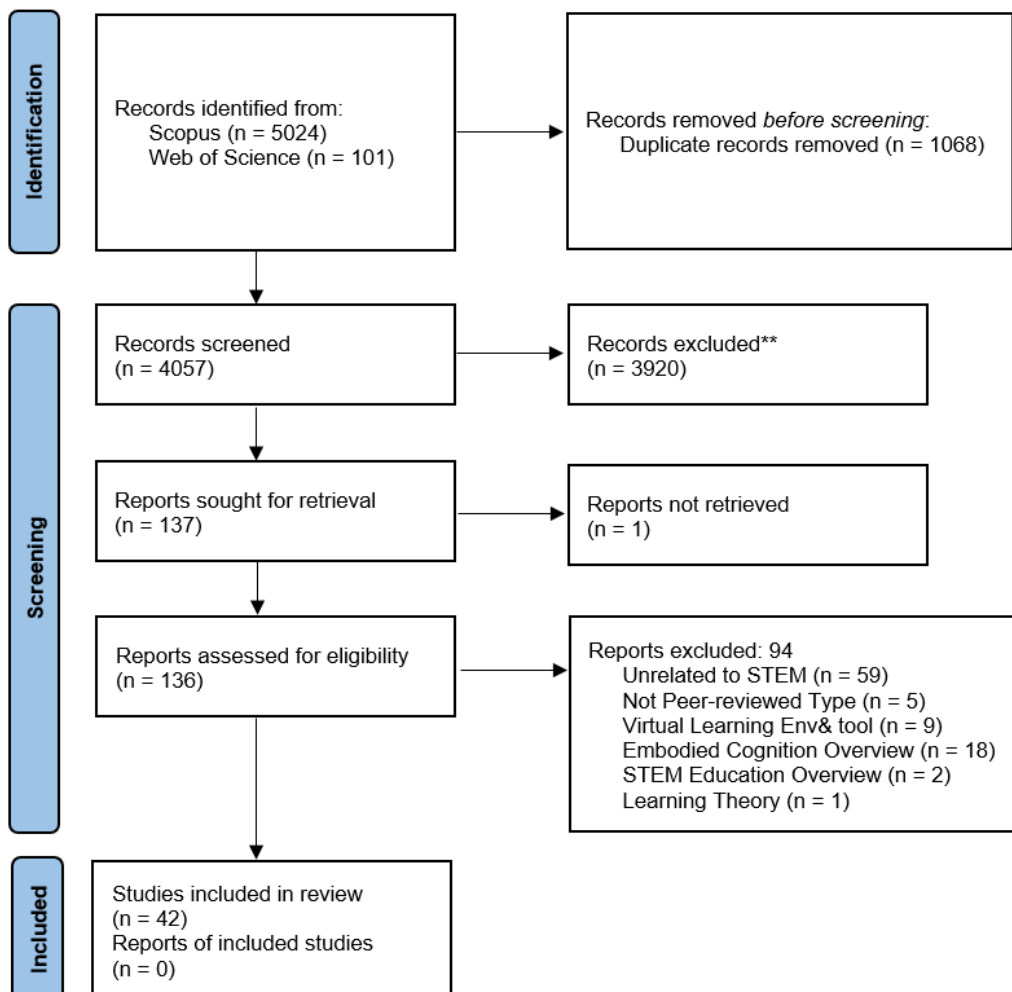 Identification
Records identified from:
Scopus (n = 5024)
Web of Science (n = 101)
Records removed before screening:
Duplicate records removed (n = 1068)
Screening
Records screened
(n = 4057)
Records excluded**
(n = 3920)
Reports sought for retrieval
(n = 137)
Reports not retrieved
(n = 1)
Reports assessed for eligibility
(n = 136)
Reports excluded: 94
Unrelated to STEM (n = 59)
Not Peer-reviewed Type (n = 5)
Virtual Learning Env& tool (n = 9)
Embodied Cognition Overview (n = 18)
STEM Education Overview (n = 2)
Learning Theory (n = 1)
Included
Studies included in review
(n = 42)
Reports of included studies
(n = 0)